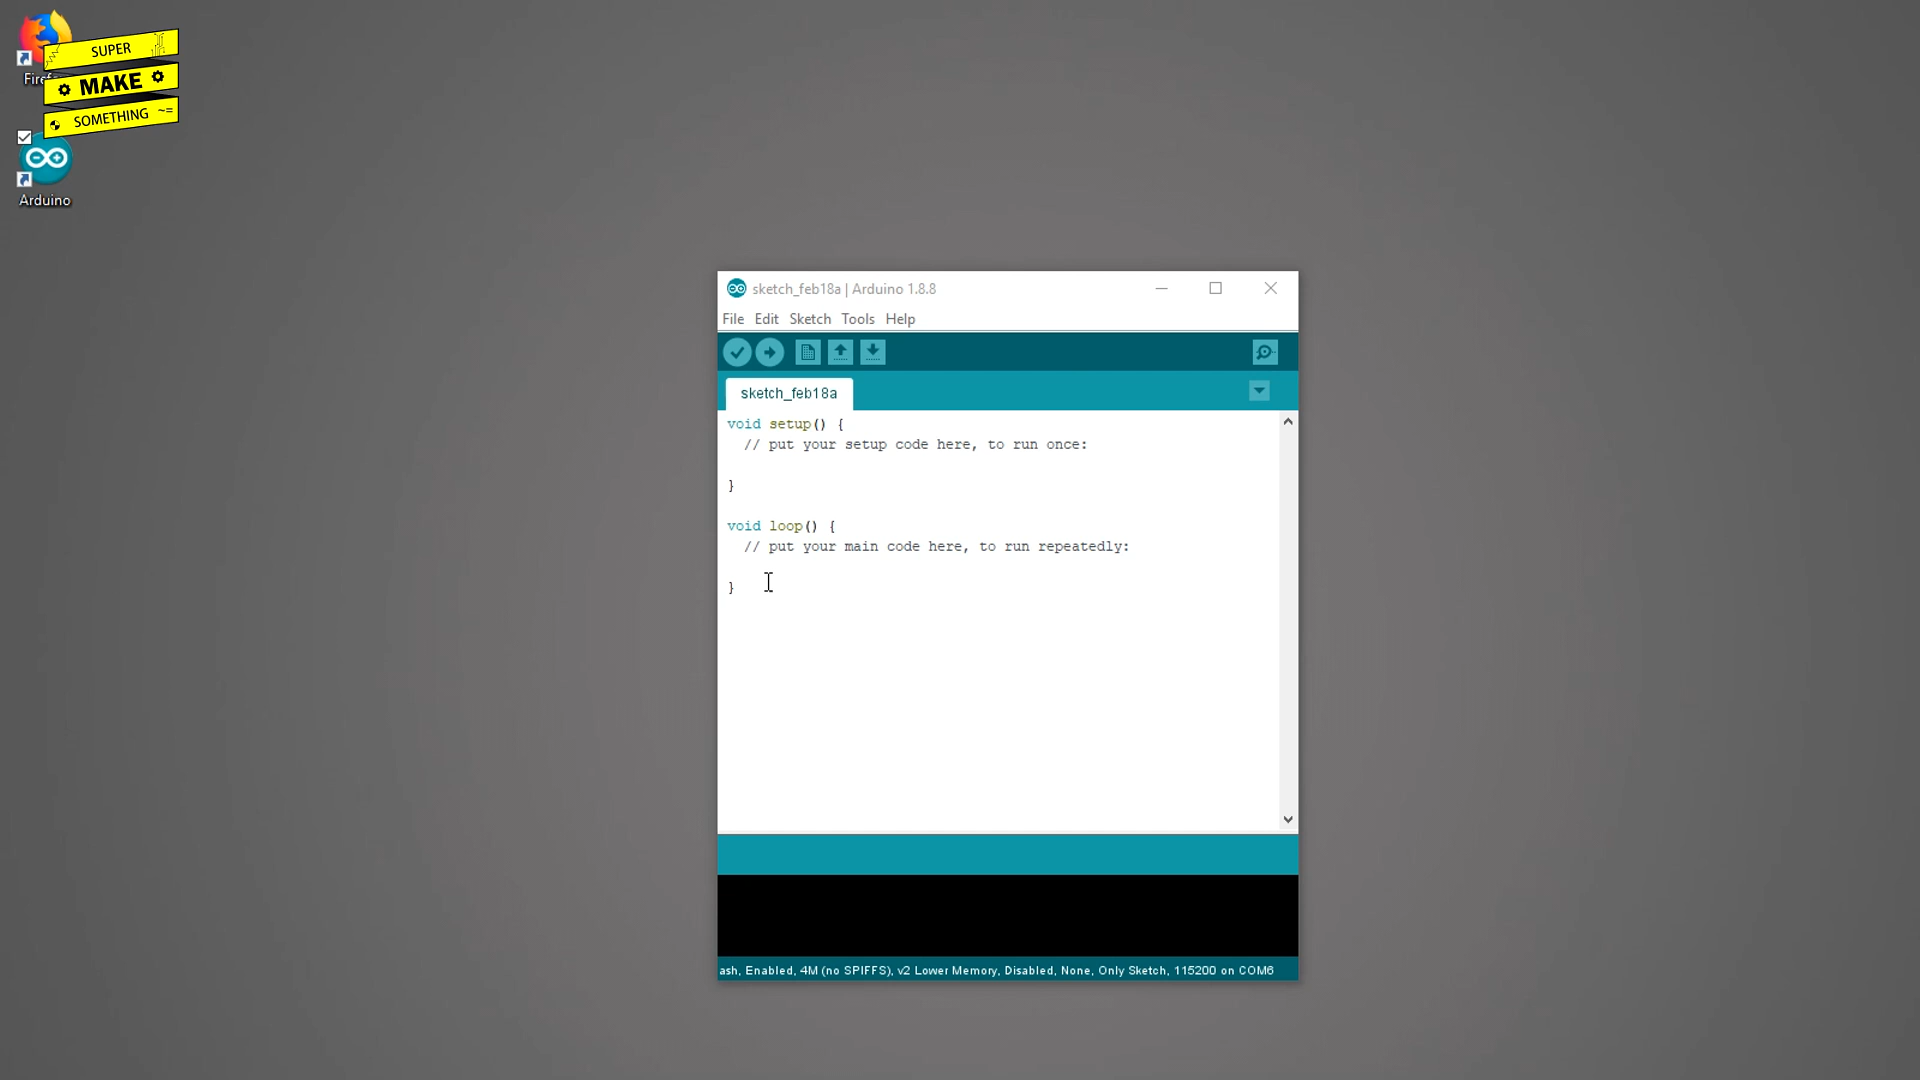 SUPER
MAKE
SOMETHING ~=
Arduino
sketch_feb18a | Arduino 1.8.8
File Edit Sketch Tools Help
sketch_feb18a
void setup() {
// put your setup code here, to run once:
}
void loop() {
// put your main code here, to run repeatedly:
}
ash, Enabled, 4M (no SPIFFS), v2 Lower Memory, Disabled, None, Only Sketch, 115200 on COM6